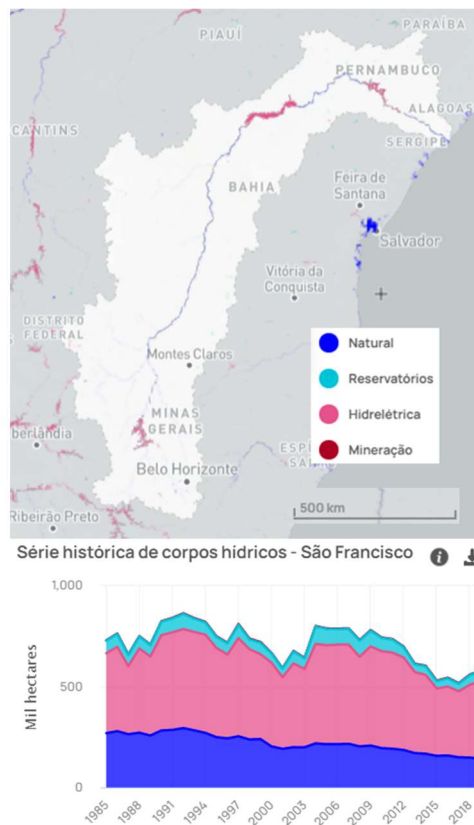 PARAÍBA
PIAUÍ
PERNAMBUCO
CANTINS
ALAGOAS
SERGIPE
Feira de
Santana
BAHIA
Salvador
Vitória da
Conquista
DISTRITO
FEDERAL
Natural
Montes Claros
Reservatórios
MINAS
GERAIS
Hidrelétrica
berlândia
ESP
SA
Mineração
Belo Horizonte
500 km
Ribeirão Preto
Série histórica de corpos hídricos - São Francisco
1,000
Mil hectares
500
0
1985 1988 1991 1994 1997 2000 2003 2006 2009 2012 2015 2018